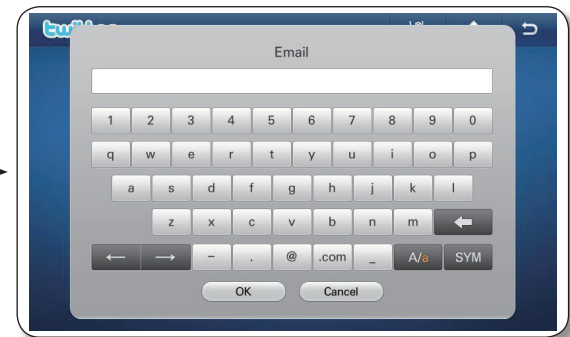 Email
1 2 3 4 5 6 7 8 9 0
q w e r t y u i o p
a s d f g h j k l
z x c v b n m ←
← → – . @ .com _ A/a SYM
OK Cancel